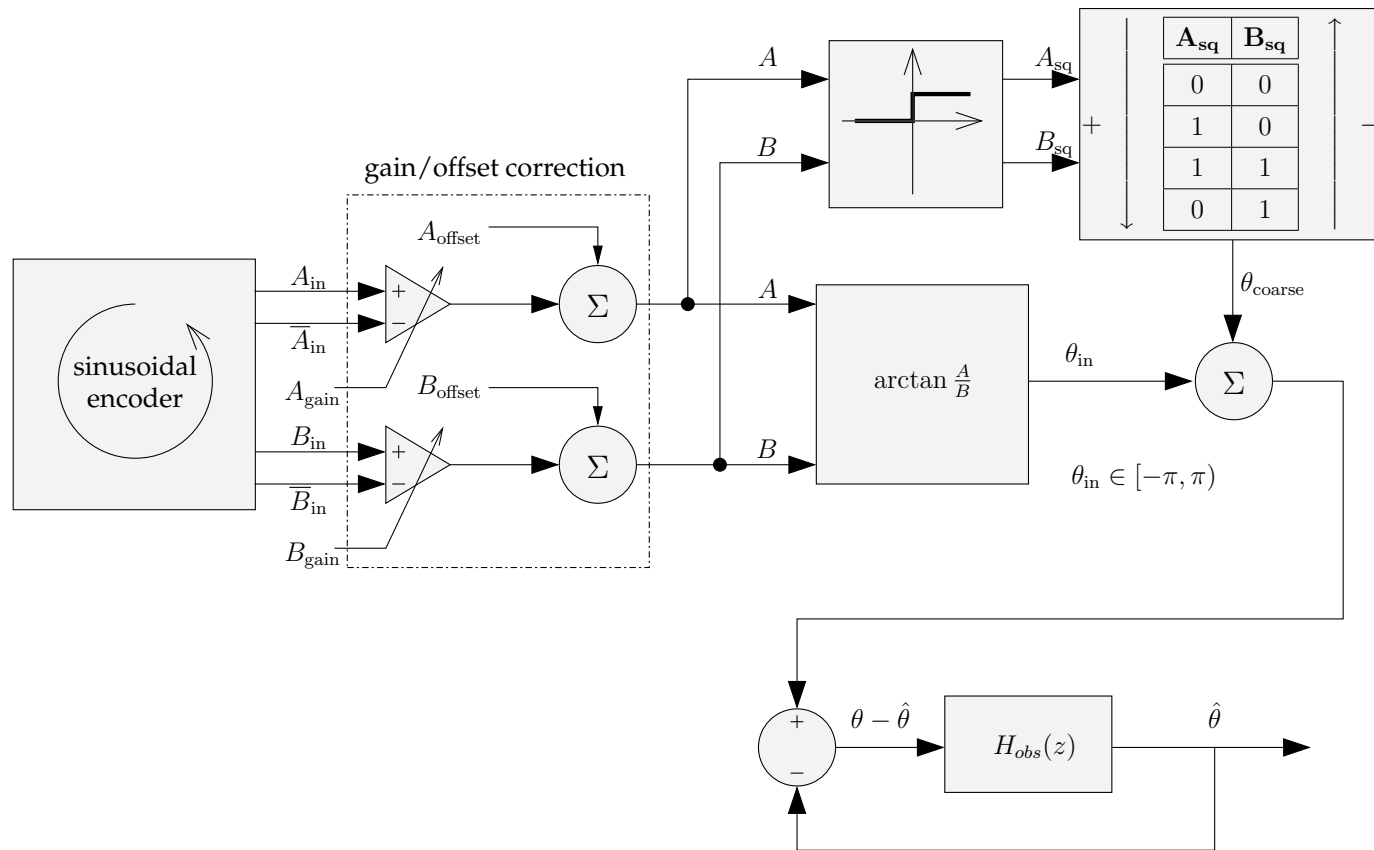 A
A_sq
B
B_sq
A_sq B_sq
0 0
1 0
1 1
0 1
+
−
gain/offset correction
A_offset
A_in
A̅_in
+
−
Σ
A_gain
sinusoidal
encoder
B_offset
B_in
B̅_in
+
−
Σ
B_gain
A
B
arctan A/B
θ_in
θ_coarse
Σ
θ_in ∈ [−π, π)
+
−
θ − θ̂
H_obs(z)
θ̂